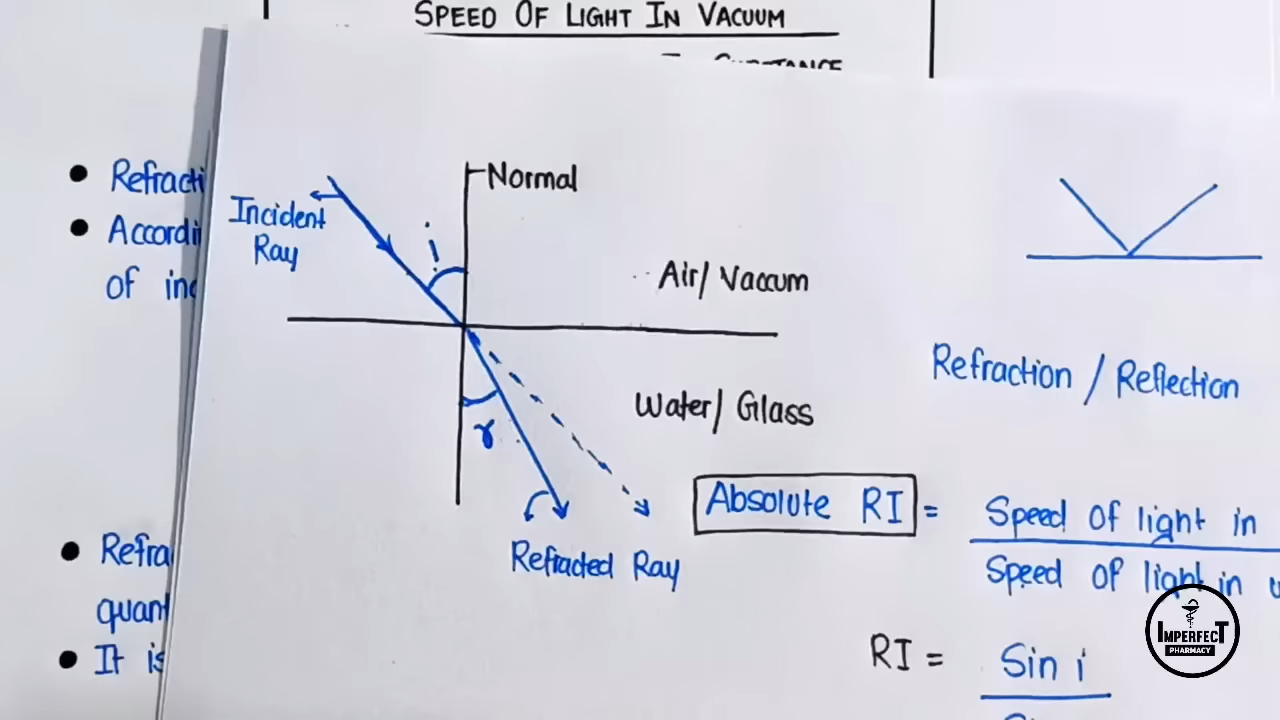 SPEED OF LIGHT IN VACUUM
Refracti
Accordi
of inc
Normal
Incident
Ray
i
Air/ Vaccum
Refraction / Reflection
Water/ Glass
r
Absolute RI =
Speed Of light in
Speed Of light in
Refracted Ray
Refra
quant
It is
RI =
Sin i
IMPERFECT
PHARMACY